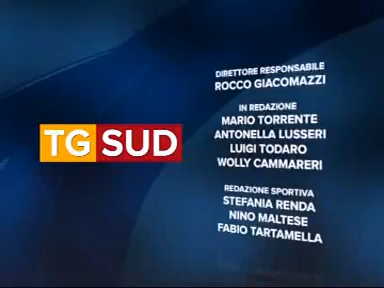 TG SUD
DIRETTORE RESPONSABILE
ROCCO GIACOMAZZI
IN REDAZIONE
MARIO TORRENTE
ANTONELLA LUSSERI
LUIGI TODARO
WOLLY CAMMARERI
REDAZIONE SPORTIVA
STEFANIA RENDA
NINO MALTESE
FABIO TARTAMELLA